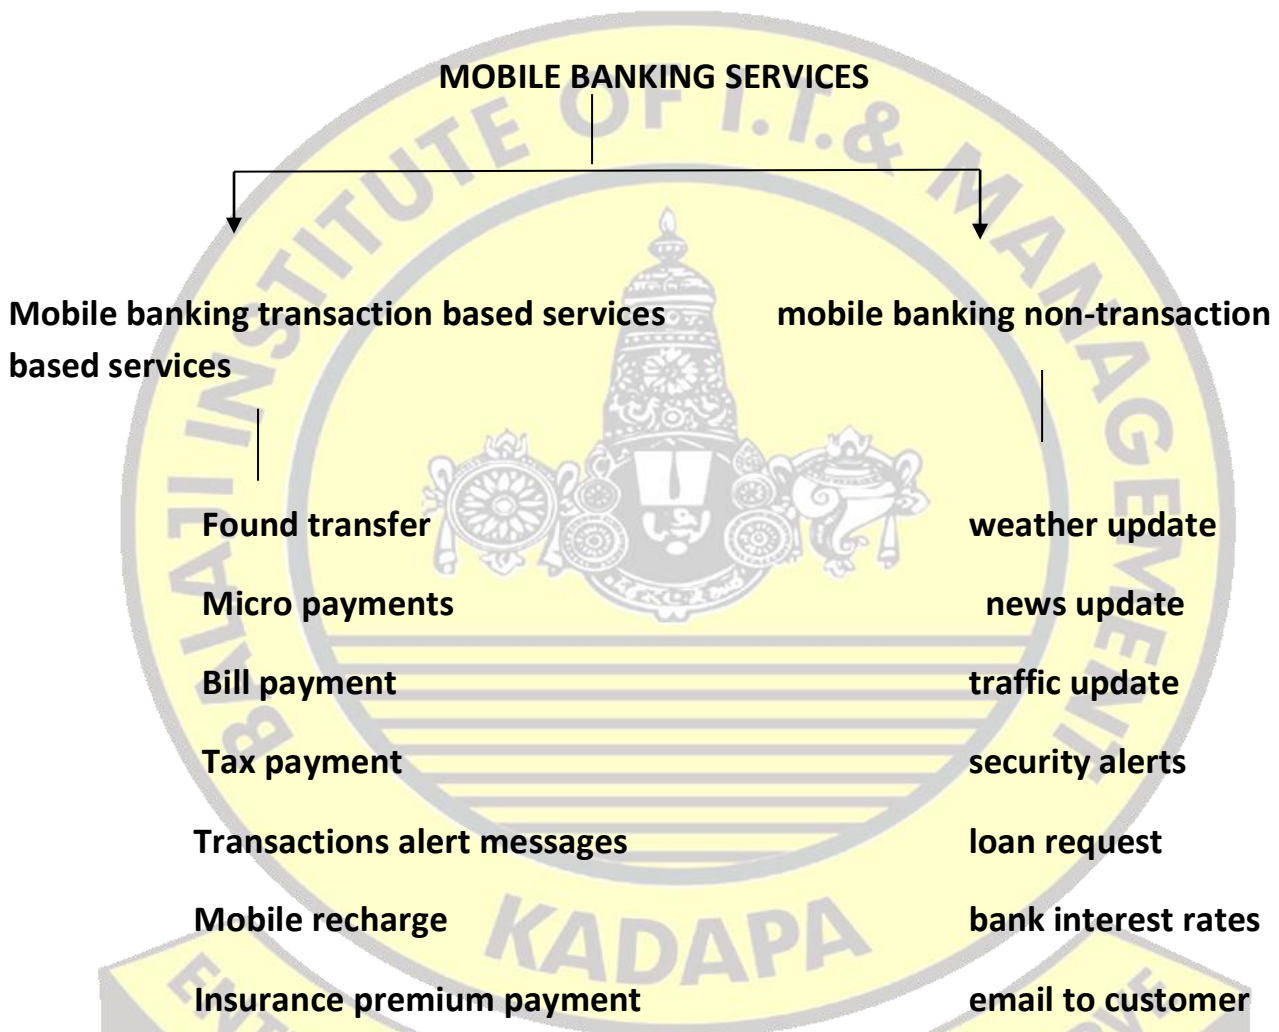 MOBILE BANKING SERVICES
Mobile banking transaction based services mobile banking non-transaction
based services
Found transfer weather update
Micro payments news update
Bill payment traffic update
Tax payment security alerts
Transactions alert messages loan request
Mobile recharge bank interest rates
Insurance premium payment email to customer
BALAJI INSTITUTE OF I.T.& MANAGEMENT,
KADAPA